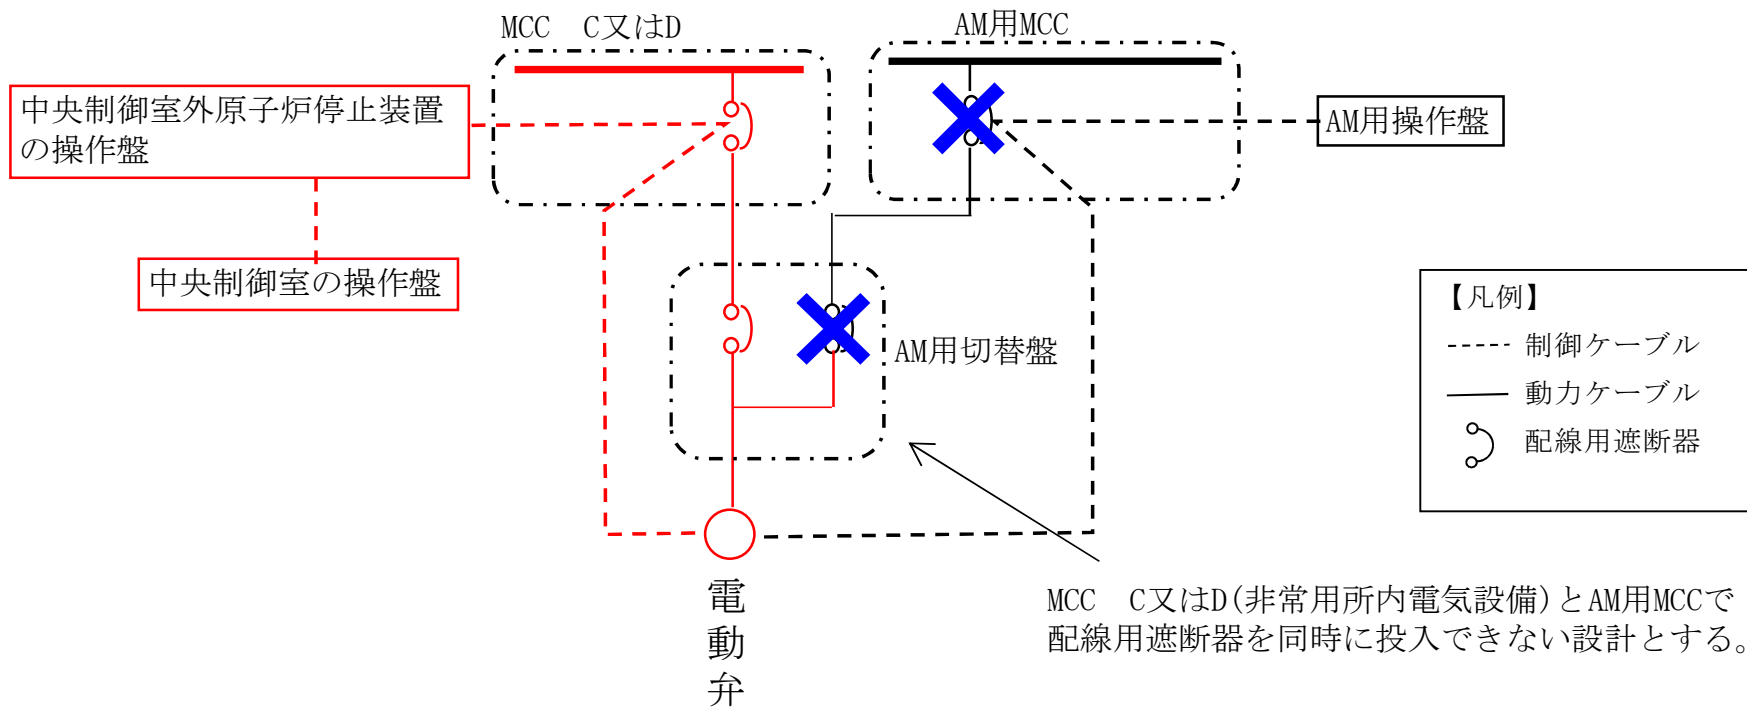 MCC　C又はD
AM用MCC
中央制御室外原子炉停止装置
の操作盤
AM用操作盤
中央制御室の操作盤
【凡例】
制御ケーブル
動力ケーブル
配線用遮断器
AM用切替盤
電動弁
MCC　C又はD(非常用所内電気設備)とAM用MCCで
配線用遮断器を同時に投入できない設計とする。